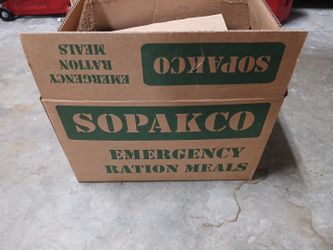 SOPAKCO
EMERGENCY
RATION
MEALS
SOPAKCO
EMERGENCY
RATION MEALS